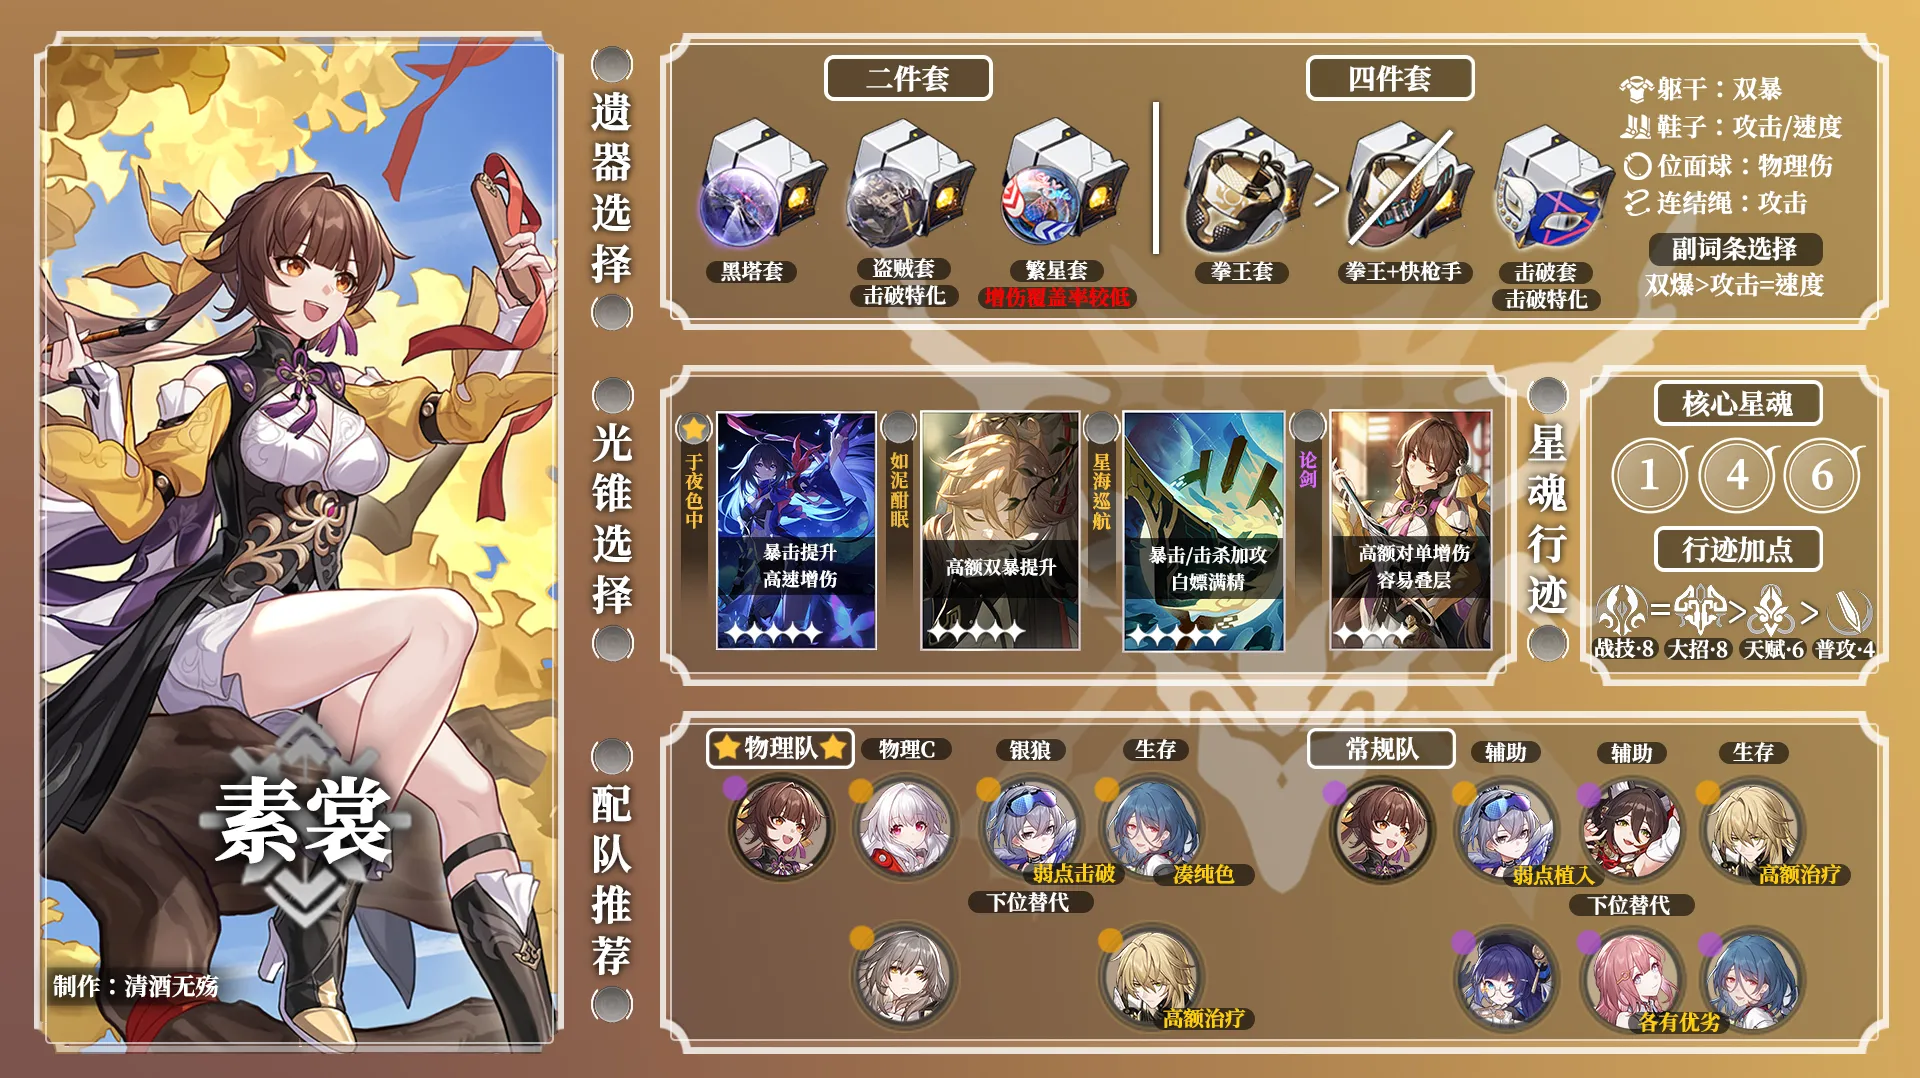 素裳
制作：清酒无殇
遗器选择
二件套
黑塔套
盗贼套
击破特化
繁星套
增伤覆盖率较低
四件套
拳王套
>
拳王+快枪手
击破套
击破特化
躯干：双暴
鞋子：攻击/速度
位面球：物理伤
连结绳：攻击
副词条选择
双爆>攻击=速度
光锥选择
于夜色中
暴击提升
高速增伤
如泥酣眠
高额双暴提升
星海巡航
暴击/击杀加攻
白嫖满精
论剑
高额对单增伤
容易叠层
星魂行迹
核心星魂
1 4 6
行迹加点
= > >
战技·8 大招·8 天赋·6 普攻·4
配队推荐
物理队
物理C
银狼
生存
弱点击破
凑纯色
下位替代
高额治疗
常规队
辅助
辅助
生存
弱点植入
高额治疗
下位替代
各有优劣